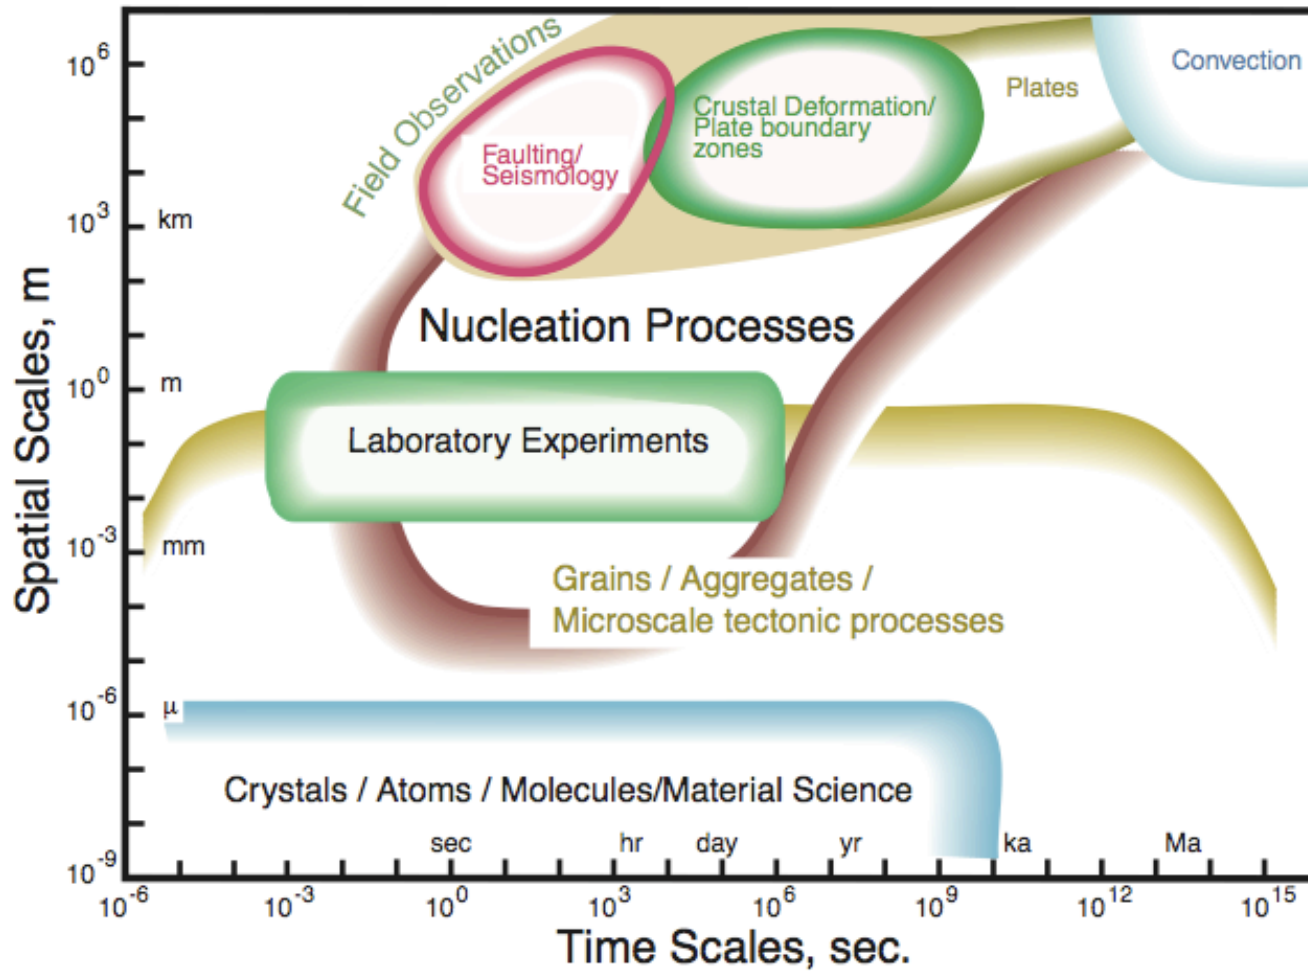 Field Observations
Convection
Plates
Crustal Deformation/
Plate boundary
zones
Faulting/
Seismology
Nucleation Processes
Laboratory Experiments
Grains / Aggregates /
Microscale tectonic processes
Crystals / Atoms / Molecules/Material Science
Spatial Scales, m
10^6
10^3
10^0
10^-3
10^-6
10^-9
km
m
mm
μ
sec hr day yr ka Ma
10^-6 10^-3 10^0 10^3 10^6 10^9 10^12 10^15
Time Scales, sec.